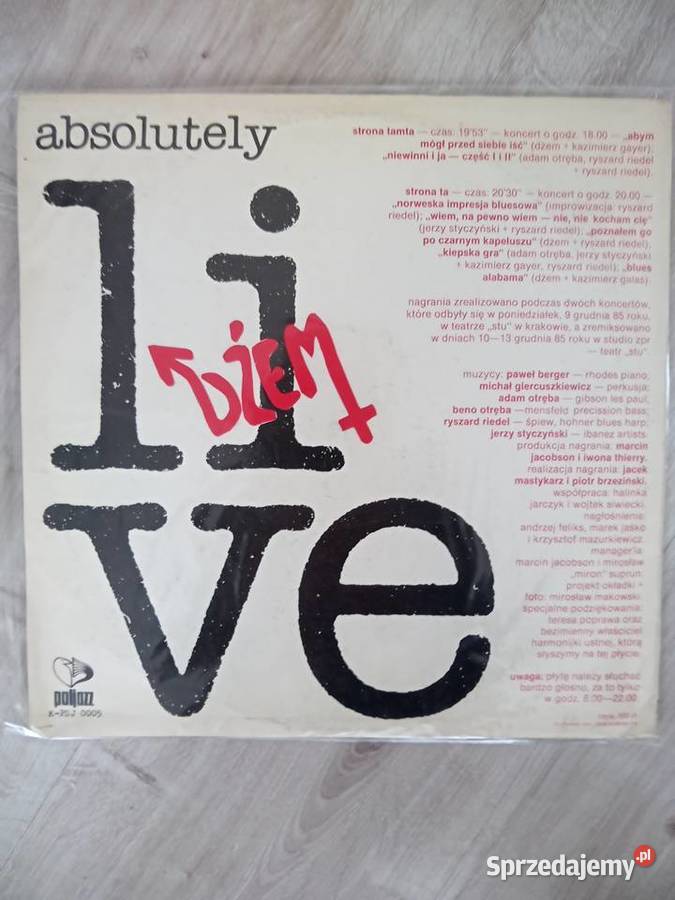 absolutely
live
DŻEM
strona tamta — czas: 19'53" — koncert o godz. 18.00 — „abym
mógł przed siebie iść" (dżem + kazimierz gayer);
„niewinni i ja — część I i II" (adam otręba, ryszard riedel
+ ryszard riedel).
strona ta — czas: 20'30" — koncert o godz. 20.00 —
„norweska impresja bluesowa" (improwizacja: ryszard
riedel); „wiem, na pewno wiem — nie, nie kocham cię"
(jerzy styczyński + ryszard riedel); „poznałem go
po czarnym kapeluszu" (dżem + ryszard riedel),
„kiepska gra" (adam otręba, jerzy styczyński
+ kazimierz gayer, ryszard riedel); „blues
alabama" (dżem + kazimierz galaś).
nagrania zrealizowano podczas dwóch koncertów,
które odbyły się w poniedziałek, 9 grudnia 85 roku,
w teatrze „stu" w krakowie, a zremiksowano
w dniach 10—13 grudnia 85 roku w studio zpr
— teatr „stu".
muzycy: paweł berger — rhodes piano;
michał giercuszkiewicz — perkusja;
adam otręba — gibson les paul;
beno otręba — mensfeld precission bass;
ryszard riedel — śpiew, hohner blues harp;
jerzy styczyński — ibanez artists.
produkcja nagrania: marcin
jacobson i iwona thierry.
realizacja nagrania: jacek
mastykarz i piotr brzeziński.
współpraca: halinka
jarczyk i wojtek siwiecki.
nagłośnienie:
andrzej feliks, marek jaśko
i krzysztof mazurkiewicz
manager'ia:
marcin jacobson i mirosław
„miron" suprun.
projekt okładki +
foto: mirosław makowski.
specjalne podziękowania:
teresa poprawa oraz
bezimienny właściciel
harmonijki ustnej, którą
słyszymy na tej płycie.
uwaga: płytę należy słuchać
bardzo głośno, za to tylko
w godz. 8.00—22.00.
poljazz
K-PSJ 0005
Sprzedajemy.pl